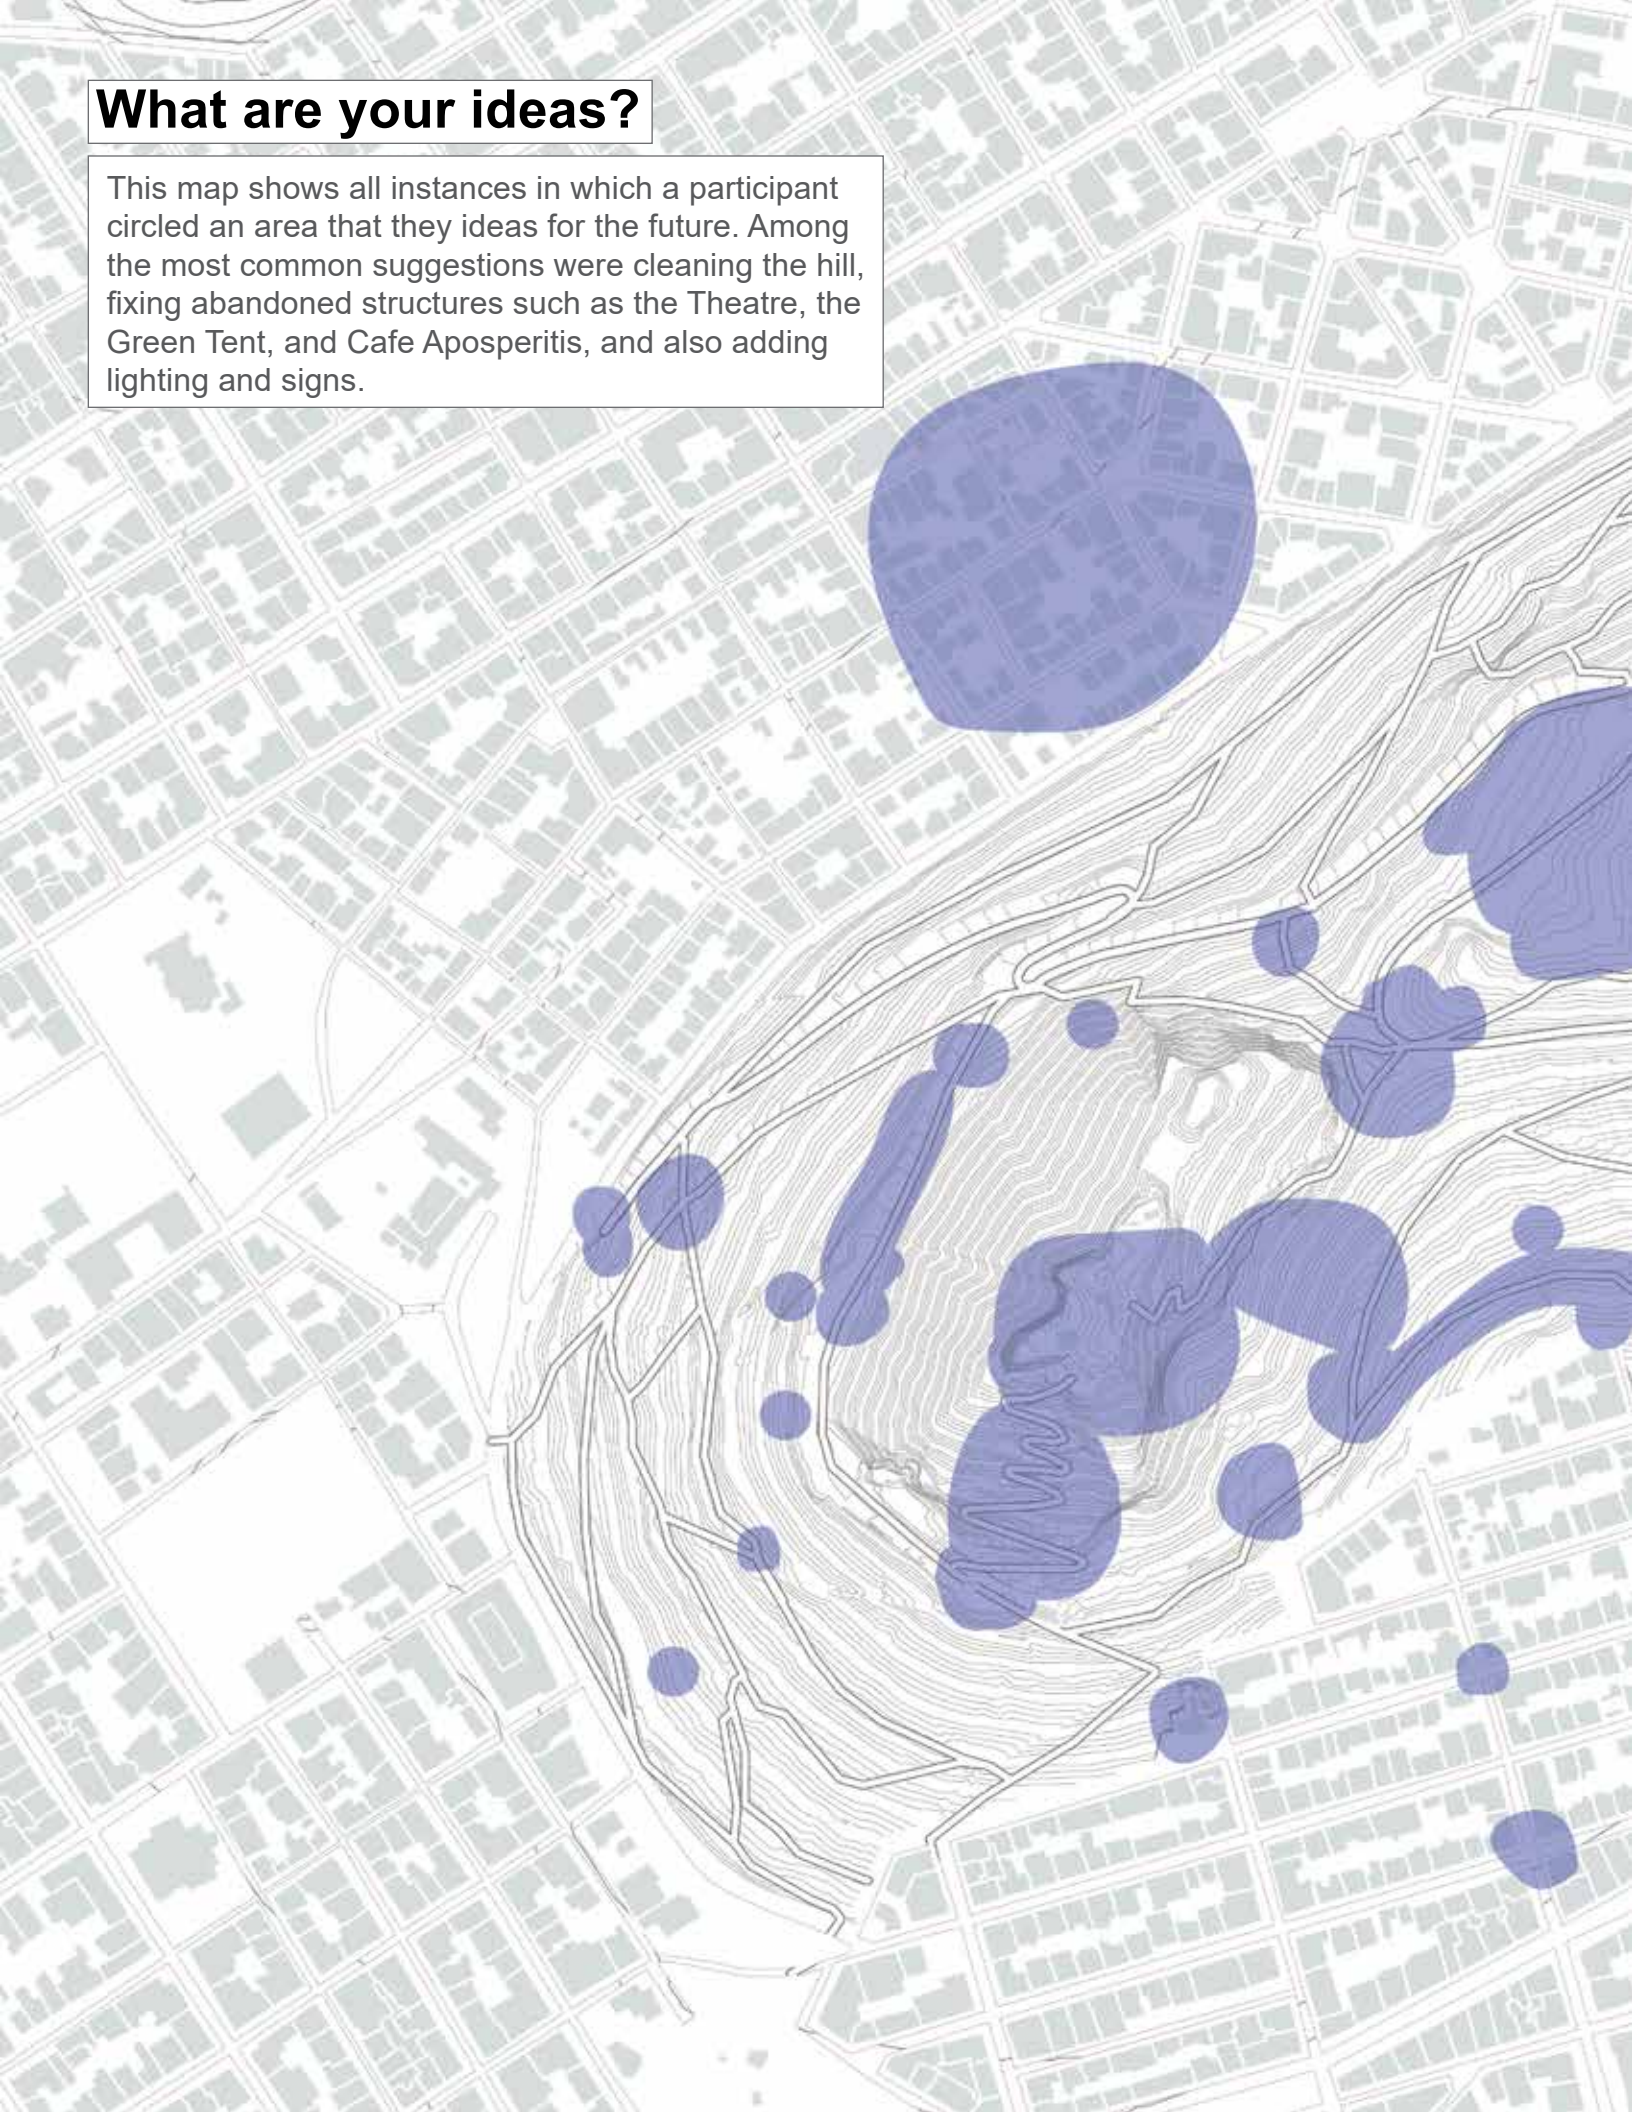 What are your ideas?
This map shows all instances in which a participant
circled an area that they ideas for the future. Among
the most common suggestions were cleaning the hill,
fixing abandoned structures such as the Theatre, the
Green Tent, and Cafe Aposperitis, and also adding
lighting and signs.